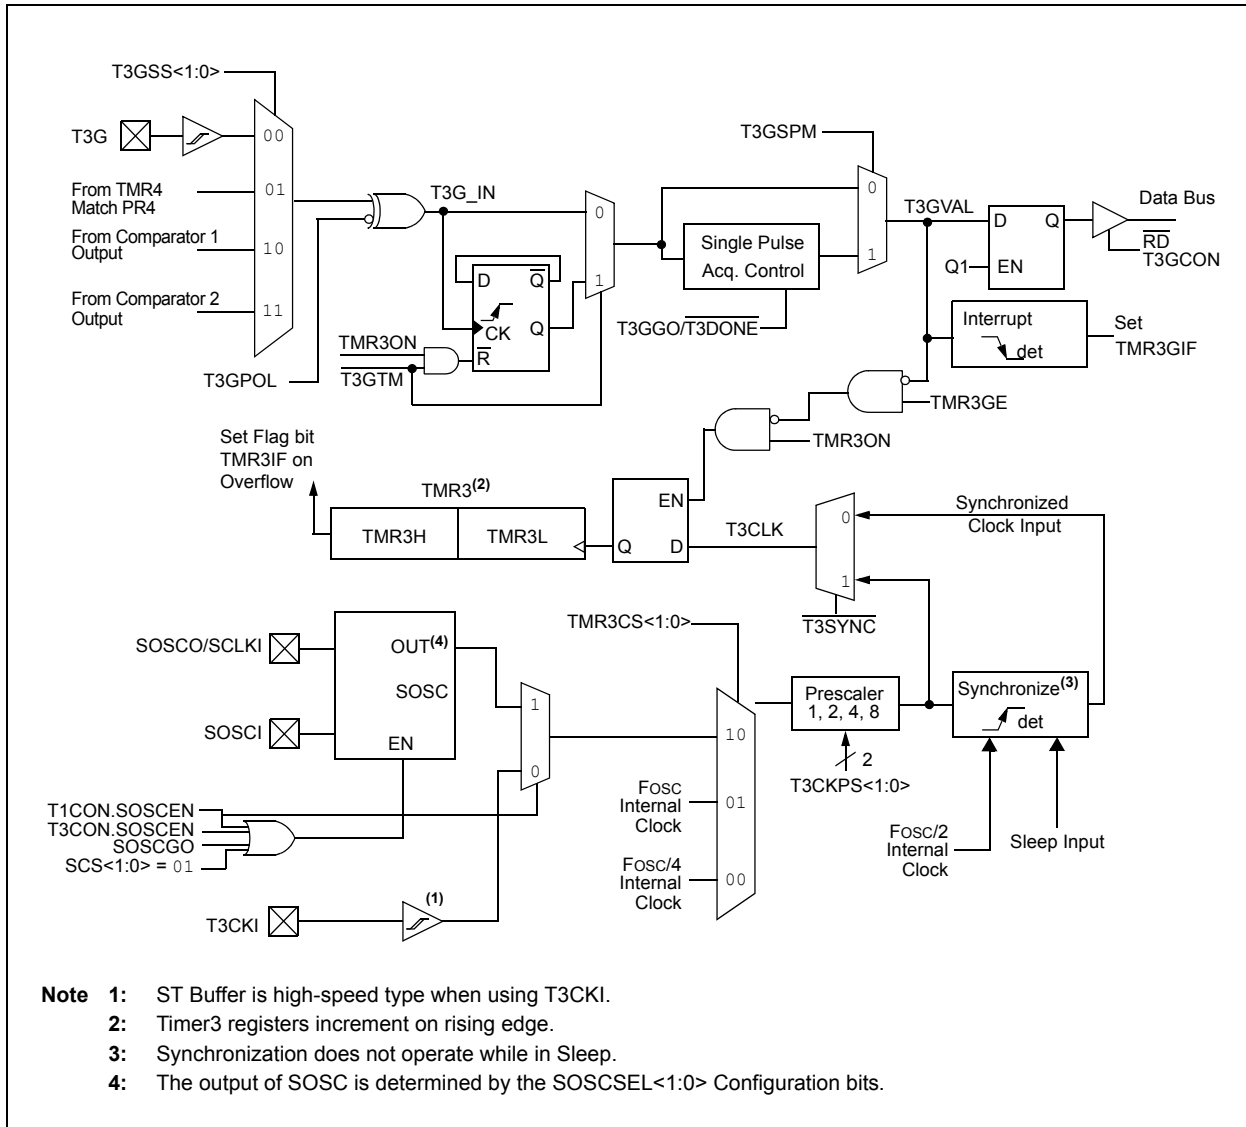 T3GSS<1:0>
T3G
00
From TMR4
Match PR4
01
From Comparator 1
Output
10
From Comparator 2
Output
11
T3GPOL
T3G_IN
0
1
D
Q
CK
Q
R
TMR3ON
T3GTM
T3GSPM
0
1
Single Pulse
Acq. Control
T3GGO/T3DONE
T3GVAL
D
Q
Q1
EN
Data Bus
RD
T3GCON
Interrupt
det
Set
TMR3GIF
TMR3GE
TMR3ON
Set Flag bit
TMR3IF on
Overflow
TMR3(2)
TMR3H
TMR3L
EN
Q
D
T3CLK
0
1
Synchronized
Clock Input
T3SYNC
SOSCO/SCLKI
OUT(4)
SOSC
SOSCI
EN
1
0
T1CON.SOSCEN
T3CON.SOSCEN
SOSCGO
SCS<1:0> = 01
T3CKI
(1)
TMR3CS<1:0>
10
FOSC
Internal
Clock
01
FOSC/4
Internal
Clock
00
Prescaler
1, 2, 4, 8
2
T3CKPS<1:0>
Synchronize(3)
det
FOSC/2
Internal
Clock
Sleep Input
Note 1: ST Buffer is high-speed type when using T3CKI.
2: Timer3 registers increment on rising edge.
3: Synchronization does not operate while in Sleep.
4: The output of SOSC is determined by the SOSCSEL<1:0> Configuration bits.